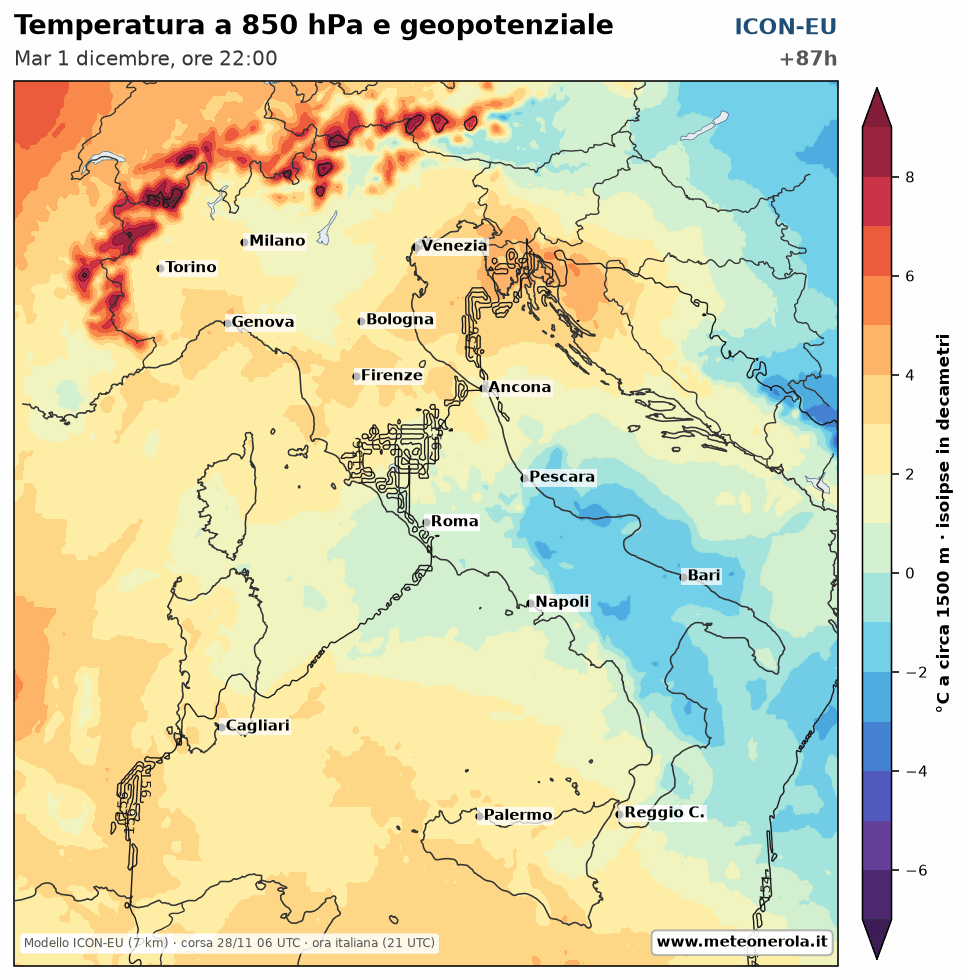 Temperatura a 850 hPa e geopotenziale
ICON-EU
Mar 1 dicembre, ore 22:00
+87h
Milano
Venezia
Torino
Genova
Bologna
Firenze
Ancona
Pescara
Roma
Bari
Napoli
Cagliari
Palermo
Reggio C.
156
154
8
6
4
2
0
−2
−4
−6
°C a circa 1500 m · isoipse in decametri
Modello ICON-EU (7 km) · corsa 28/11 06 UTC · ora italiana (21 UTC)
www.meteonerola.it